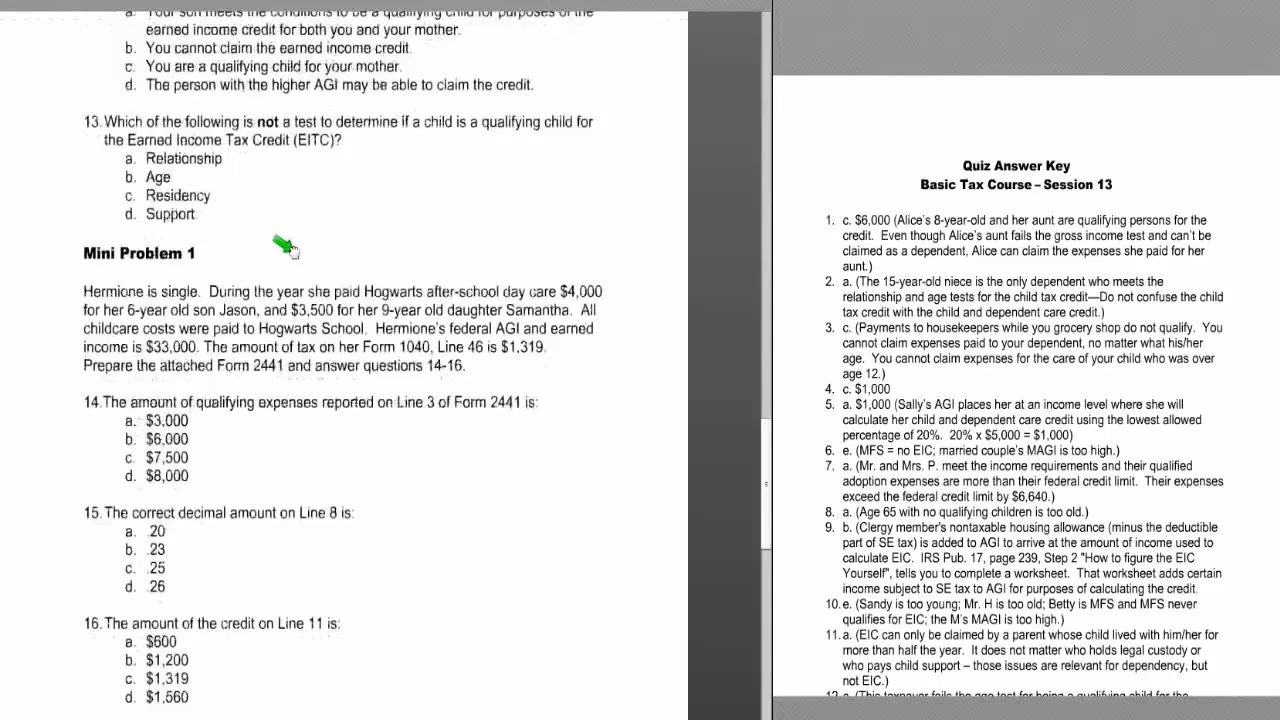 a. Your son meets the conditions to be a qualifying child for purposes of the
earned income credit for both you and your mother.
b. You cannot claim the earned income credit.
c. You are a qualifying child for your mother.
d. The person with the higher AGI may be able to claim the credit.
13. Which of the following is not a test to determine if a child is a qualifying child for
the Earned Income Tax Credit (EITC)?
a. Relationship
b. Age
c. Residency
d. Support
Mini Problem 1
Hermione is single. During the year she paid Hogwarts after-school day care $4,000
for her 6-year old son Jason, and $3,500 for her 9-year old daughter Samantha. All
childcare costs were paid to Hogwarts School. Hermione's federal AGI and earned
income is $33,000. The amount of tax on her Form 1040, Line 46 is $1,319.
Prepare the attached Form 2441 and answer questions 14-16.
14. The amount of qualifying expenses reported on Line 3 of Form 2441 is:
a. $3,000
b. $6,000
c. $7,500
d. $8,000
15. The correct decimal amount on Line 8 is:
a. .20
b. .23
c. .25
d. .26
16. The amount of the credit on Line 11 is:
a. $600
b. $1,200
c. $1,319
d. $1,560
Quiz Answer Key
Basic Tax Course – Session 13
1. c. $6,000 (Alice's 8-year-old and her aunt are qualifying persons for the
credit. Even though Alice's aunt fails the gross income test and can't be
claimed as a dependent, Alice can claim the expenses she paid for her
aunt.)
2. a. (The 15-year-old niece is the only dependent who meets the
relationship and age tests for the child tax credit—Do not confuse the child
tax credit with the child and dependent care credit.)
3. c. (Payments to housekeepers while you grocery shop do not qualify. You
cannot claim expenses paid to your dependent, no matter what his/her
age. You cannot claim expenses for the care of your child who was over
age 12.)
4. c. $1,000
5. a. $1,000 (Sally's AGI places her at an income level where she will
calculate her child and dependent care credit using the lowest allowed
percentage of 20%. 20% x $5,000 = $1,000)
6. e. (MFS = no EIC; married couple's MAGI is too high.)
7. a. (Mr. and Mrs. P. meet the income requirements and their qualified
adoption expenses are more than their federal credit limit. Their expenses
exceed the federal credit limit by $6,640.)
8. a. (Age 65 with no qualifying children is too old.)
9. b. (Clergy member's nontaxable housing allowance (minus the deductible
part of SE tax) is added to AGI to arrive at the amount of income used to
calculate EIC. IRS Pub. 17, page 239, Step 2 "How to figure the EIC
Yourself", tells you to complete a worksheet. That worksheet adds certain
income subject to SE tax to AGI for purposes of calculating the credit.
10. e. (Sandy is too young; Mr. H is too old; Betty is MFS and MFS never
qualifies for EIC; the M's MAGI is too high.)
11. a. (EIC can only be claimed by a parent whose child lived with him/her for
more than half the year. It does not matter who holds legal custody or
who pays child support – those issues are relevant for dependency, but
not EIC.)
12. a. (This taxpayer fails the age test for being a qualifying child for the